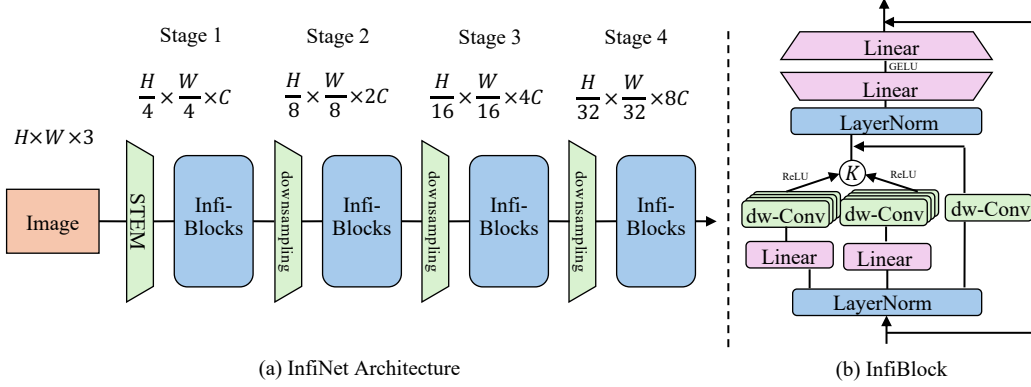 Stage 1
Stage 2
Stage 3
Stage 4
H/4 × W/4 × C
H/8 × W/8 × 2C
H/16 × W/16 × 4C
H/32 × W/32 × 8C
H×W×3
Image
STEM
Infi-
Blocks
downsampling
Infi-
Blocks
downsampling
Infi-
Blocks
downsampling
Infi-
Blocks
(a) InfiNet Architecture
Linear
GELU
Linear
LayerNorm
K
ReLU
ReLU
dw-Conv
dw-Conv
dw-Conv
Linear
Linear
LayerNorm
(b) InfiBlock